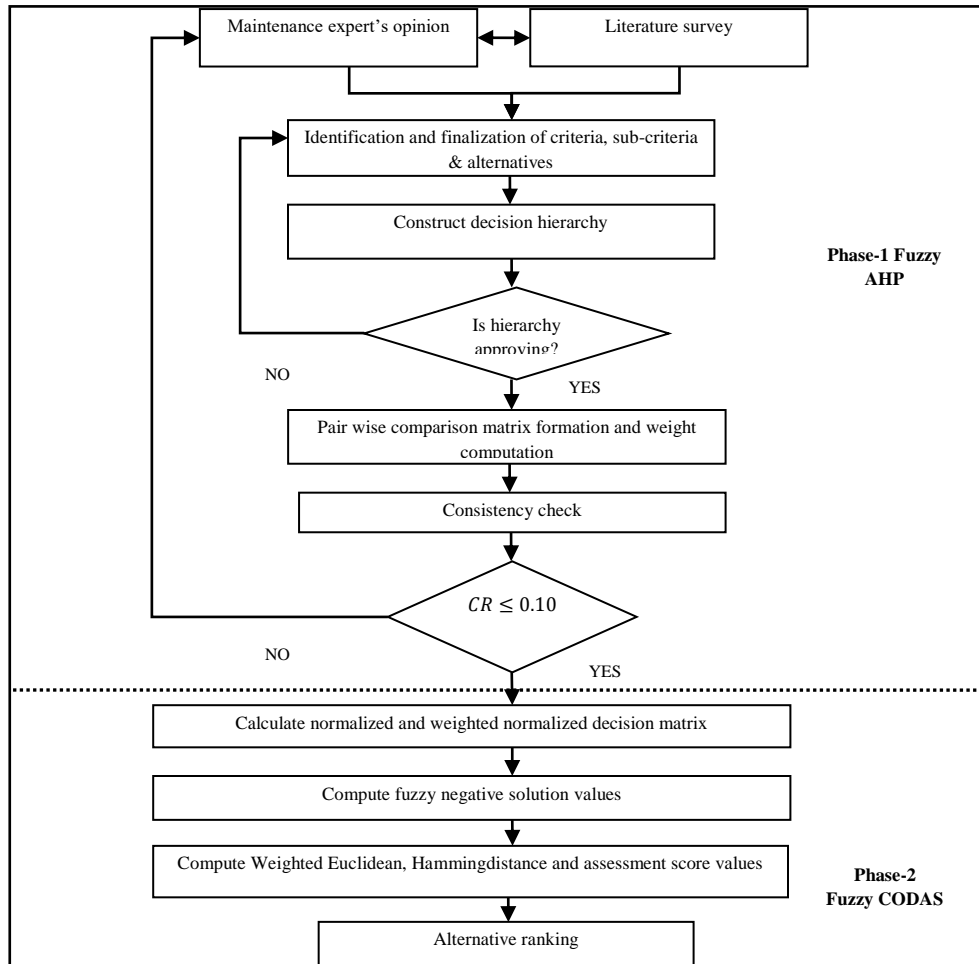 Maintenance expert's opinion
Literature survey
Identification and finalization of criteria, sub-criteria
& alternatives
Construct decision hierarchy
Phase-1 Fuzzy
AHP
Is hierarchy
approving?
NO
YES
Pair wise comparison matrix formation and weight
computation
Consistency check
CR ≤ 0.10
NO
YES
Calculate normalized and weighted normalized decision matrix
Compute fuzzy negative solution values
Compute Weighted Euclidean, Hammingdistance and assessment score values
Phase-2
Fuzzy CODAS
Alternative ranking